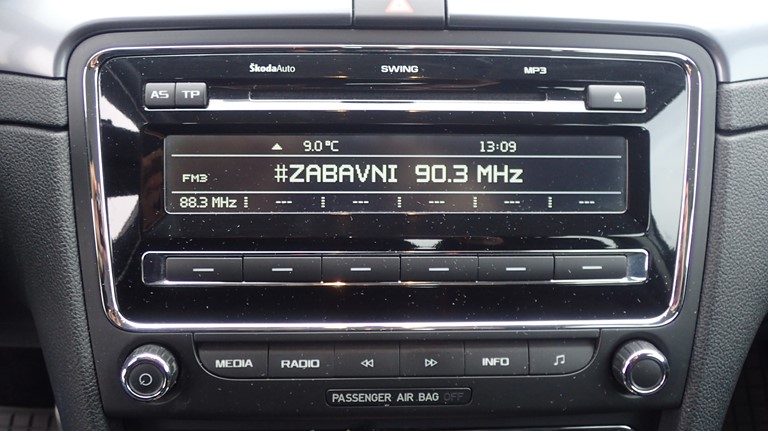 ŠkodaAuto SWING MP3
AS TP
9.0°C 13:09
FM3 #ZABAVNI 90.3 MHz
88.3 MHz --- --- --- --- ---
MEDIA RADIO INFO
PASSENGER AIR BAG OFF